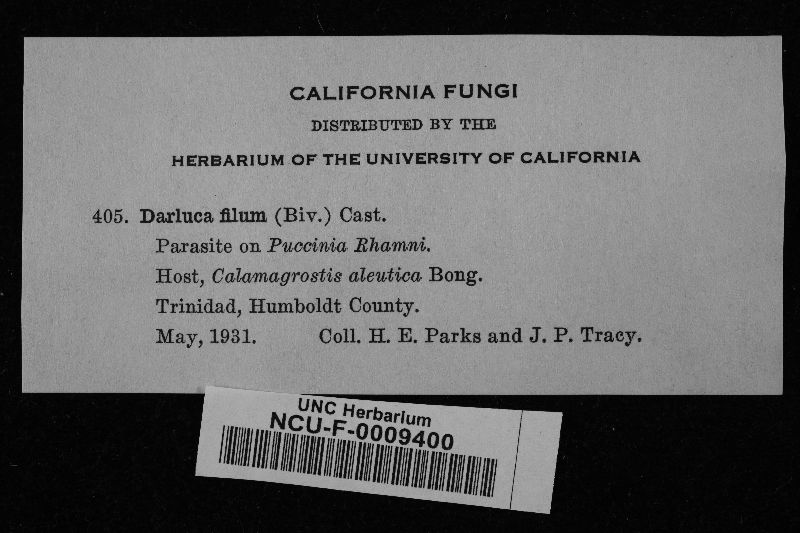 CALIFORNIA FUNGI
DISTRIBUTED BY THE
HERBARIUM OF THE UNIVERSITY OF CALIFORNIA
405. Darluca filum (Biv.) Cast.
Parasite on Puccinia Rhamni.
Host, Calamagrostis aleutica Bong.
Trinidad, Humboldt County.
May, 1931. Coll. H. E. Parks and J. P. Tracy.
UNC Herbarium
NCU-F-0009400